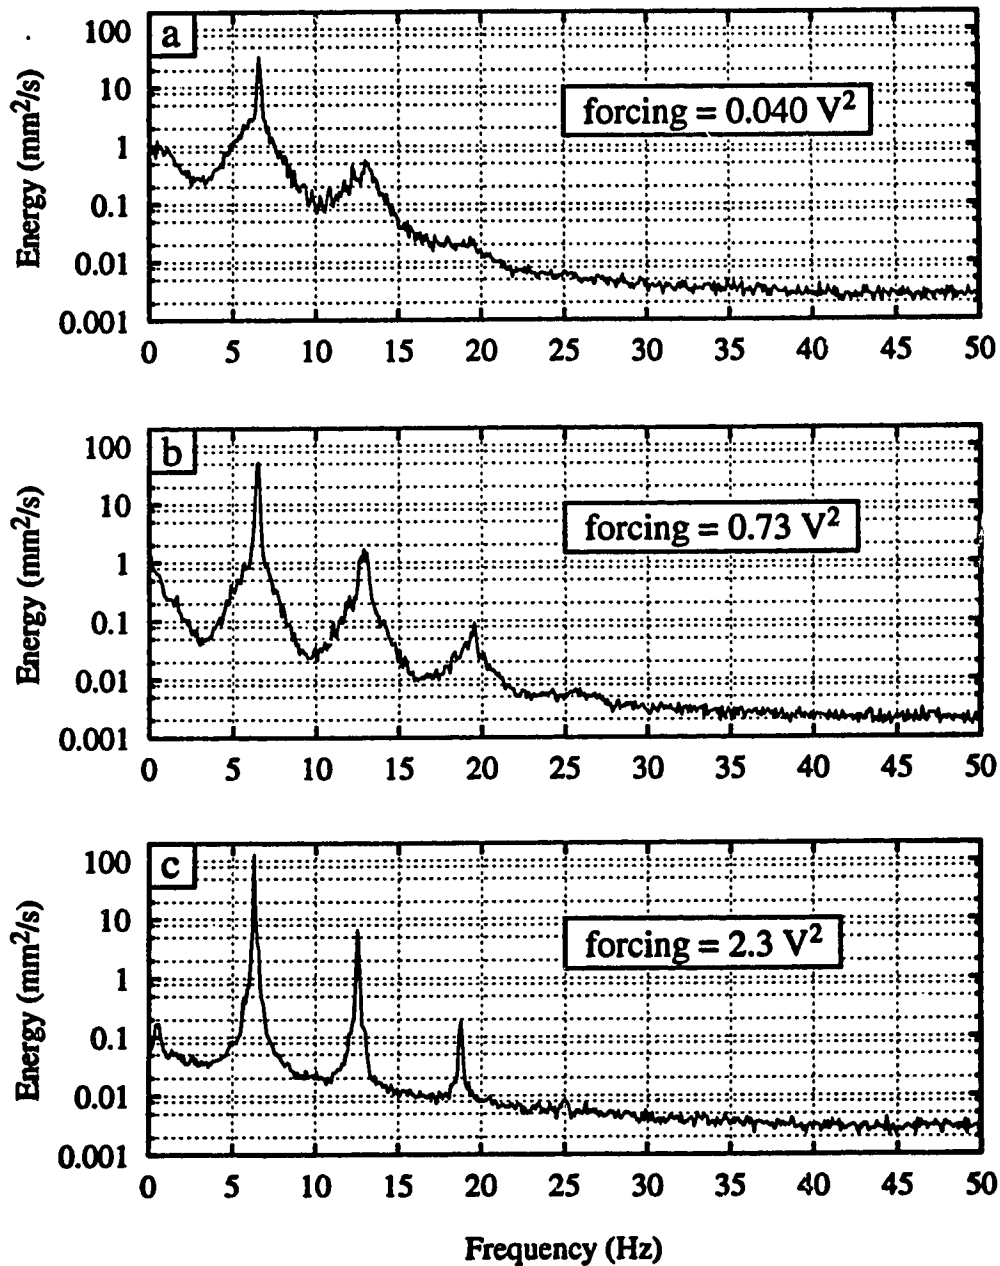 a
Energy (mm²/s)
100
10
1
0.1
0.01
0.001
forcing = 0.040 V²
0 5 10 15 20 25 30 35 40 45 50
b
Energy (mm²/s)
100
10
1
0.1
0.01
0.001
forcing = 0.73 V²
0 5 10 15 20 25 30 35 40 45 50
c
Energy (mm²/s)
100
10
1
0.1
0.01
0.001
forcing = 2.3 V²
0 5 10 15 20 25 30 35 40 45 50
Frequency (Hz)